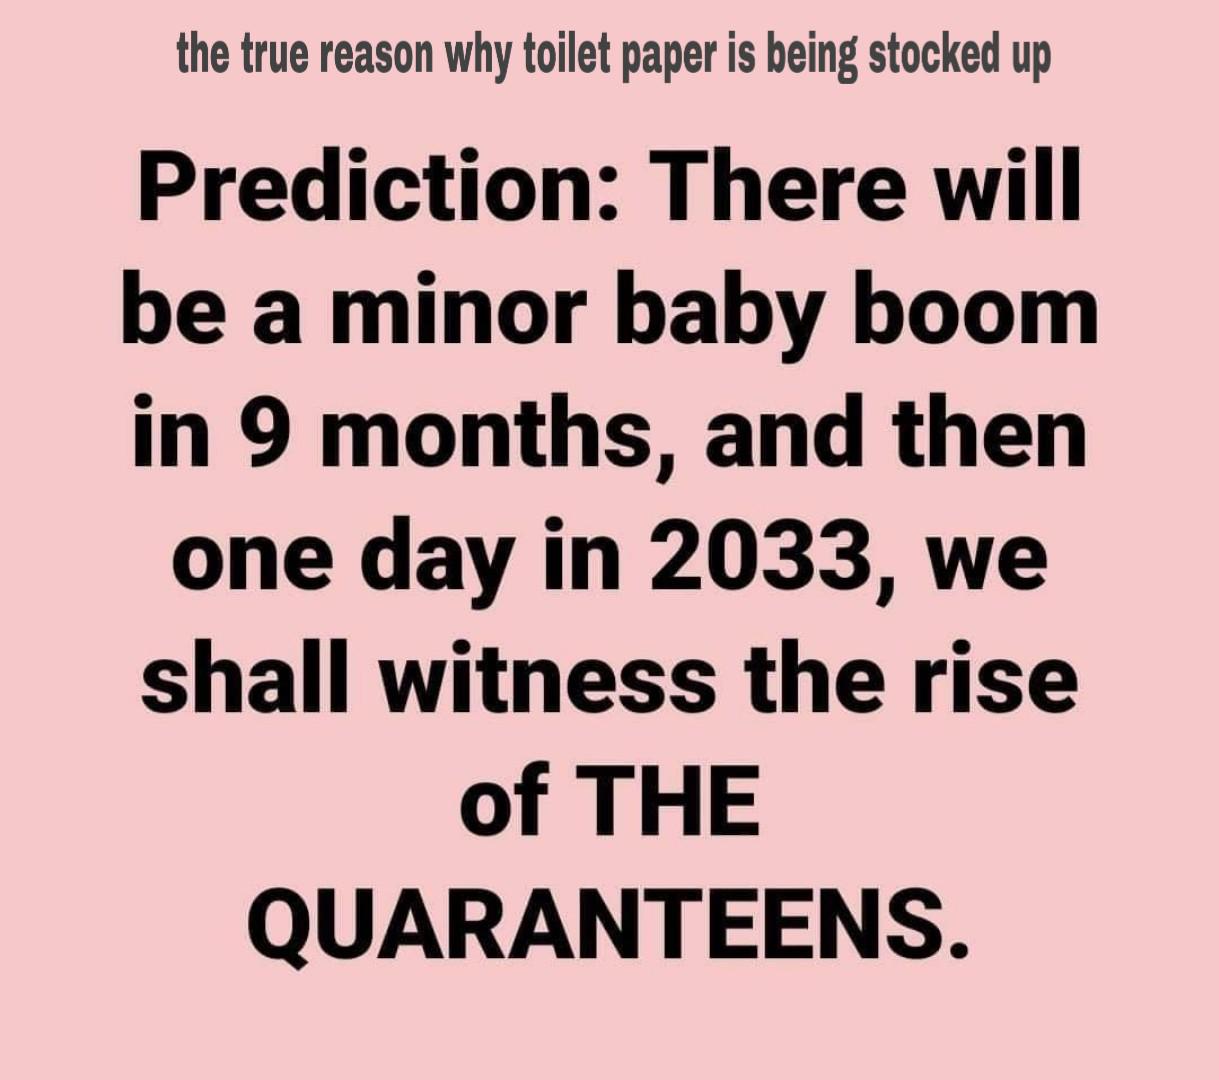 the true reason why toilet paper is being stocked up
Prediction: There will
be a minor baby boom
in 9 months, and then
one day in 2033, we
shall witness the rise
of THE
QUARANTEENS.